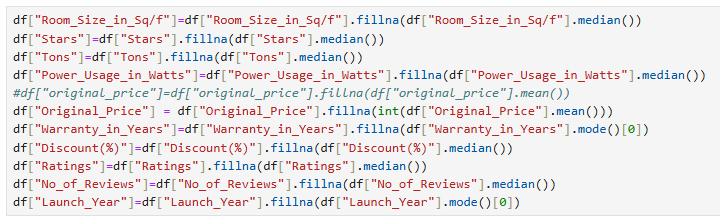 df["Room_Size_in_Sq/f"]=df["Room_Size_in_Sq/f"].fillna(df["Room_Size_in_Sq/f"].median())
df["Stars"]=df["Stars"].fillna(df["Stars"].median())
df["Tons"]=df["Tons"].fillna(df["Tons"].median())
df["Power_Usage_in_Watts"]=df["Power_Usage_in_Watts"].fillna(df["Power_Usage_in_Watts"].median())
#df["original_price"]=df["original_price"].fillna(df["original_price"].mean())
df["Original_Price"] = df["Original_Price"].fillna(int(df["Original_Price"].mean()))
df["Warranty_in_Years"]=df["Warranty_in_Years"].fillna(df["Warranty_in_Years"].mode()[0])
df["Discount(%)"]=df["Discount(%)"].fillna(df["Discount(%)"].median())
df["Ratings"]=df["Ratings"].fillna(df["Ratings"].median())
df["No_of_Reviews"]=df["No_of_Reviews"].fillna(df["No_of_Reviews"].median())
df["Launch_Year"]=df["Launch_Year"].fillna(df["Launch_Year"].mode()[0])